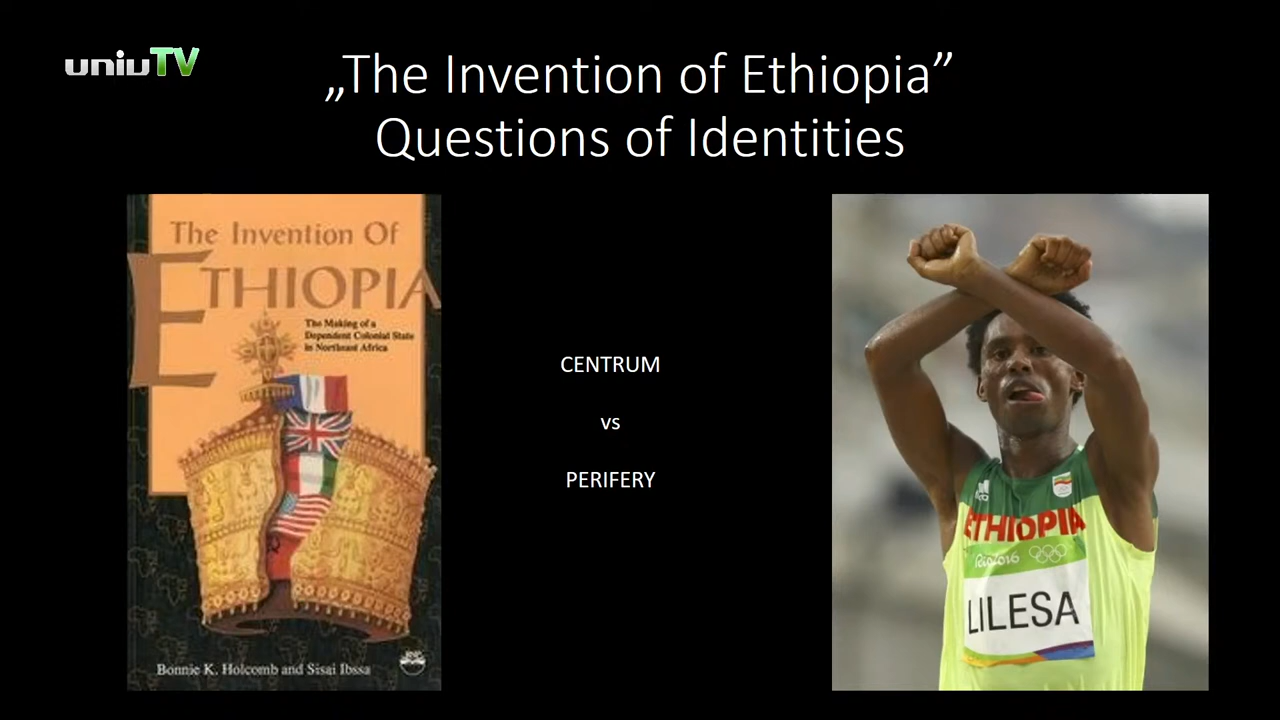 uniuTV
„The Invention of Ethiopia”
Questions of Identities
The Invention Of
ETHIOPIA
The Making of a
Dependent Colonial State
in Northeast Africa
Bonnie K. Holcomb and Sisai Ibssa
CENTRUM
vs
PERIFERY
ETHIOPIA
Rio2016
LILESA